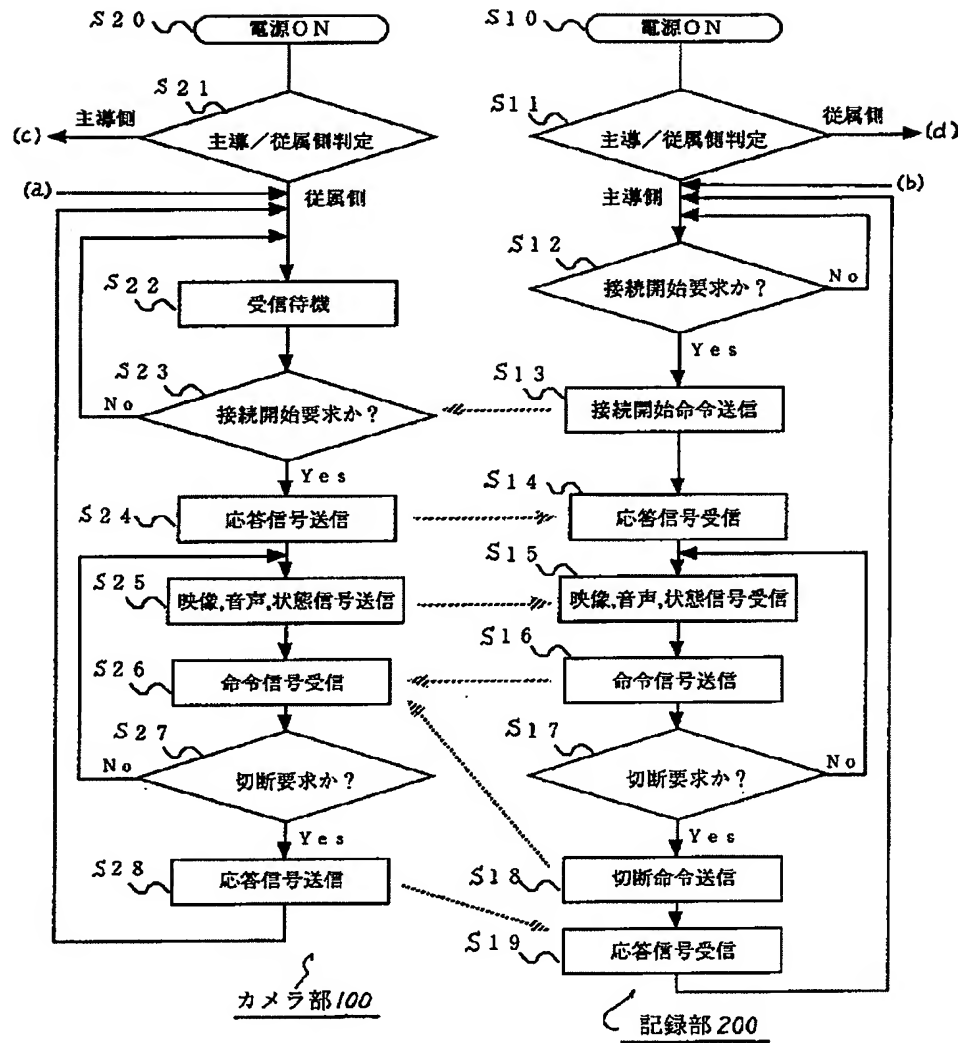 S20
電源ON
S21
主導側
(c)
主導/従属側判定
(a)
従属側
S22
受信待機
S23
No
接続開始要求か?
Yes
S24
応答信号送信
S25
映像,音声,状態信号送信
S26
命令信号受信
S27
No
切断要求か?
Yes
S28
応答信号送信
カメラ部100
S10
電源ON
S11
従属側
(d)
主導/従属側判定
(b)
主導側
S12
No
接続開始要求か?
Yes
S13
接続開始命令送信
S14
応答信号受信
S15
映像,音声,状態信号受信
S16
命令信号送信
S17
No
切断要求か?
Yes
S18
切断命令送信
S19
応答信号受信
記録部200